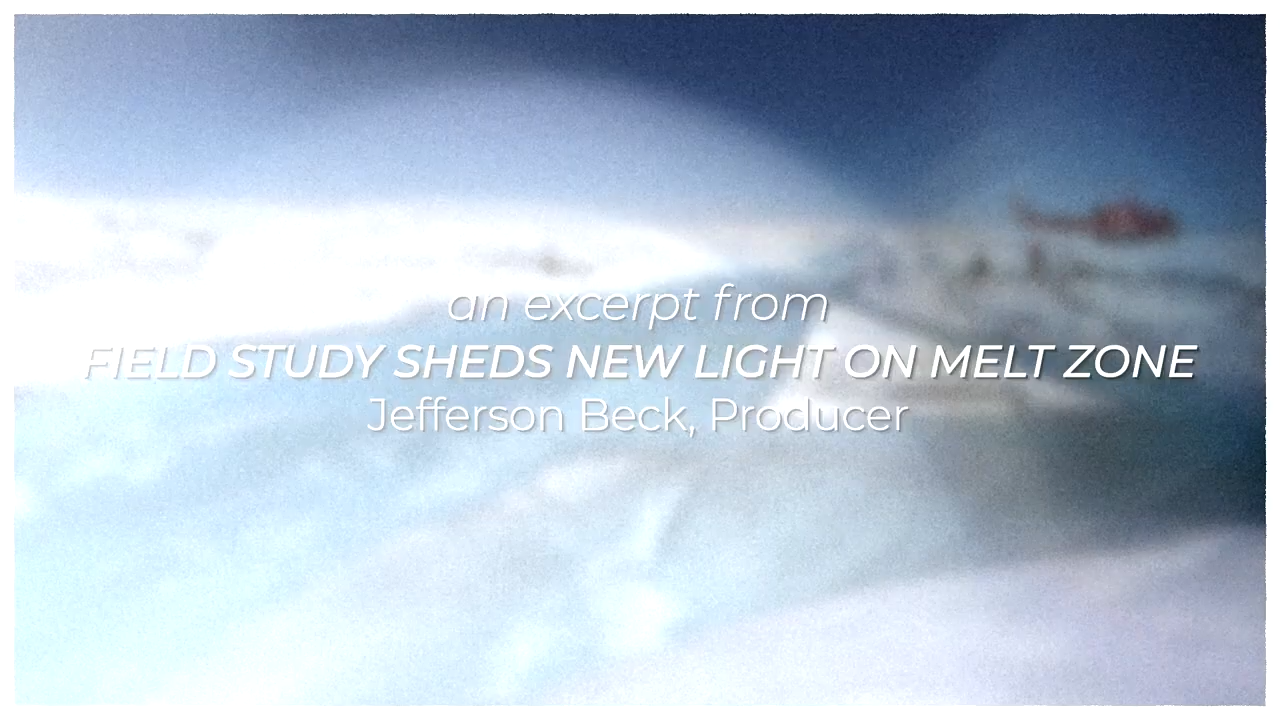 an excerpt from
FIELD STUDY SHEDS NEW LIGHT ON MELT ZONE
Jefferson Beck, Producer